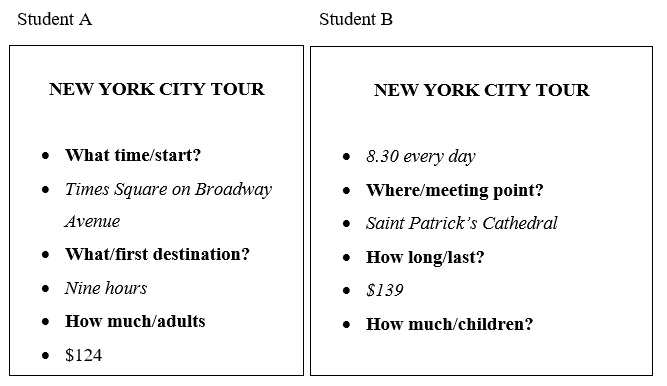 Student A
NEW YORK CITY TOUR
• What time/start?
• Times Square on Broadway
Avenue
• What/first destination?
• Nine hours
• How much/adults
• $124
Student B
NEW YORK CITY TOUR
• 8.30 every day
• Where/meeting point?
• Saint Patrick's Cathedral
• How long/last?
• $139
• How much/children?